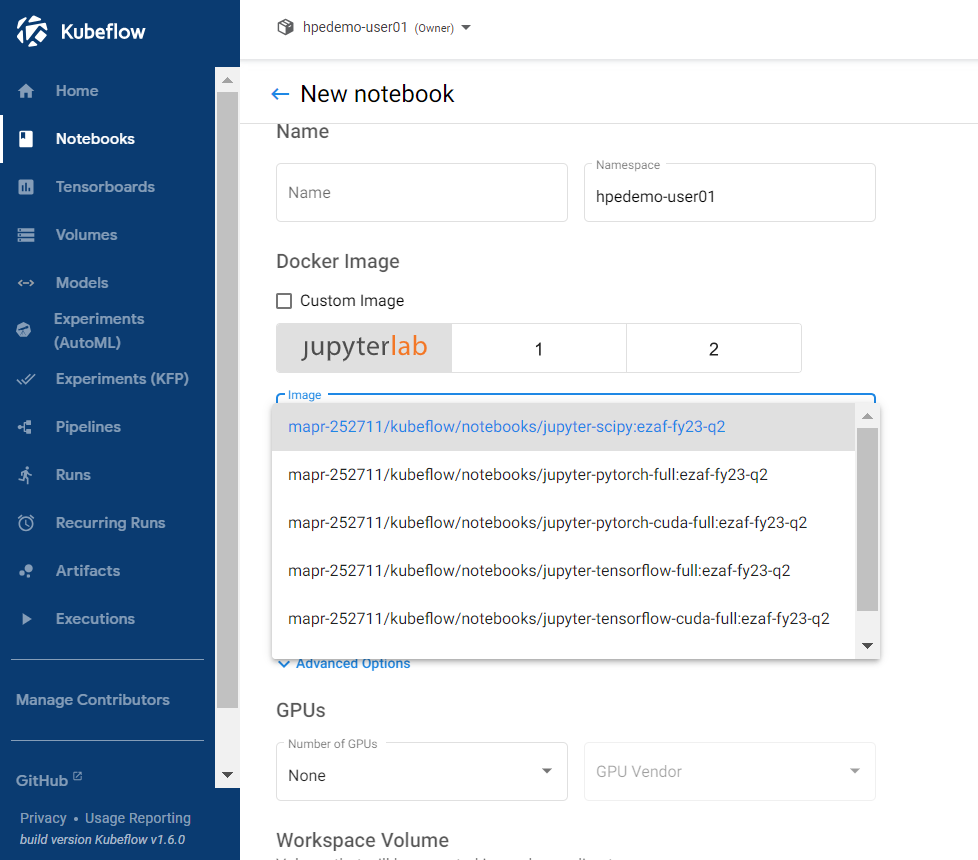 Kubeflow
hpedemo-user01 (Owner)
Home
Notebooks
Tensorboards
Volumes
Models
Experiments
(AutoML)
Experiments (KFP)
Pipelines
Runs
Recurring Runs
Artifacts
Executions
Manage Contributors
GitHub
Privacy • Usage Reporting
build version Kubeflow v1.6.0
New notebook
Name
Name
Namespace
hpedemo-user01
Docker Image
Custom Image
jupyterlab
1
2
Image
mapr-252711/kubeflow/notebooks/jupyter-scipy:ezaf-fy23-q2
mapr-252711/kubeflow/notebooks/jupyter-pytorch-full:ezaf-fy23-q2
mapr-252711/kubeflow/notebooks/jupyter-pytorch-cuda-full:ezaf-fy23-q2
mapr-252711/kubeflow/notebooks/jupyter-tensorflow-full:ezaf-fy23-q2
mapr-252711/kubeflow/notebooks/jupyter-tensorflow-cuda-full:ezaf-fy23-q2
Advanced Options
GPUs
Number of GPUs
None
GPU Vendor
Workspace Volume